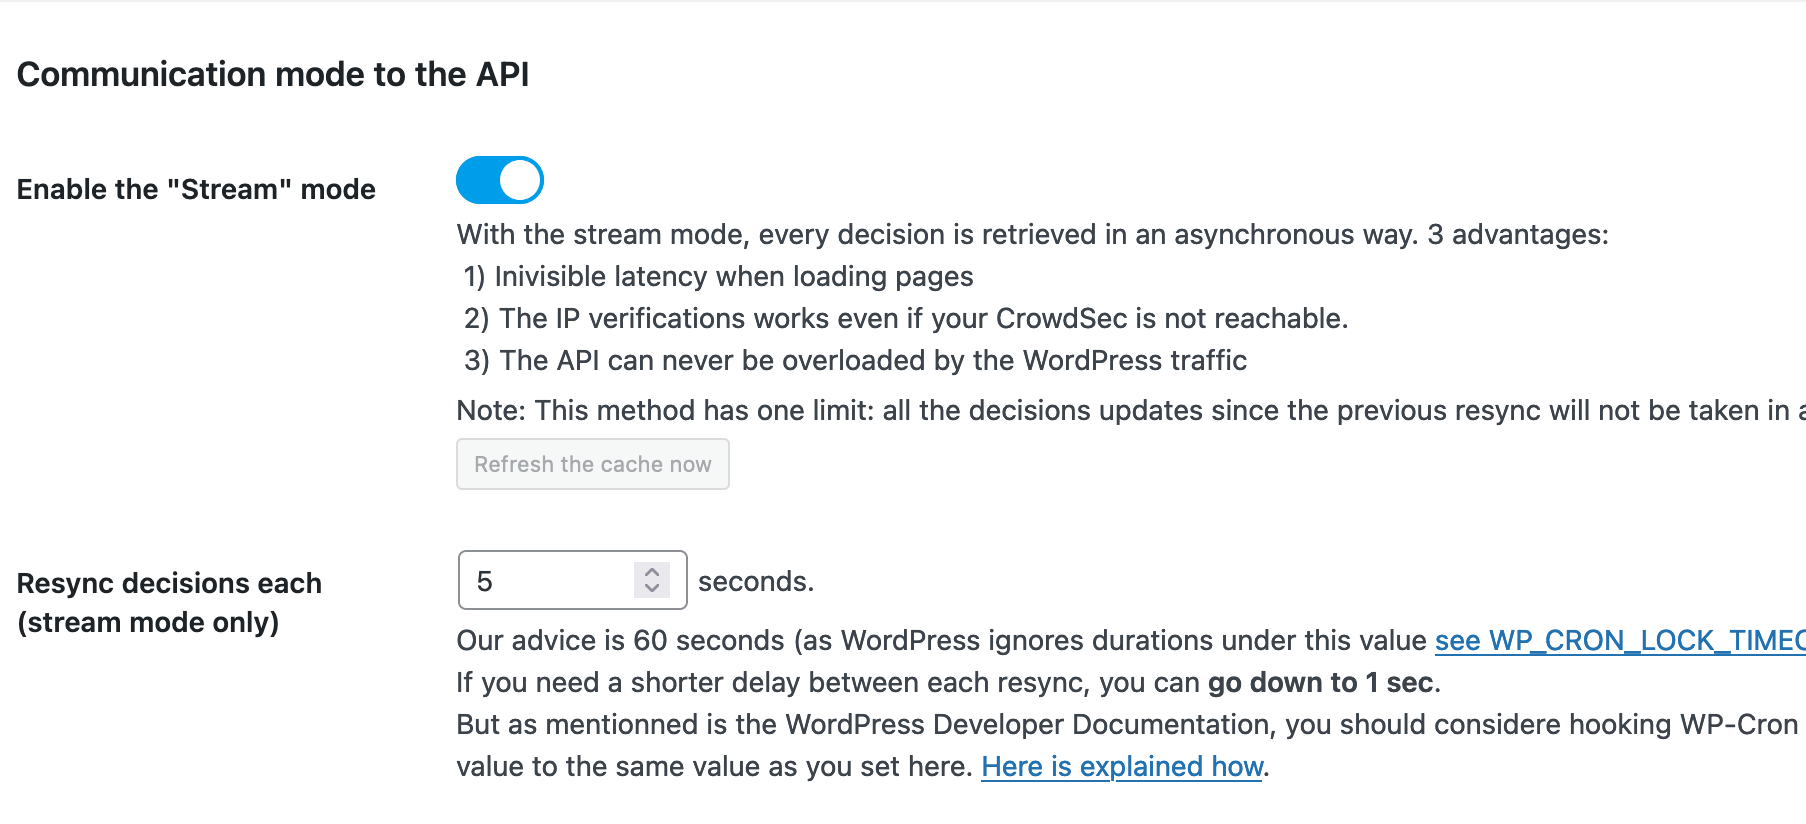 Communication mode to the API
Enable the "Stream" mode
With the stream mode, every decision is retrieved in an asynchronous way. 3 advantages:
1) Inivisible latency when loading pages
2) The IP verifications works even if your CrowdSec is not reachable.
3) The API can never be overloaded by the WordPress traffic
Note: This method has one limit: all the decisions updates since the previous resync will not be taken in
Refresh the cache now
Resync decisions each
(stream mode only)
5 seconds.
Our advice is 60 seconds (as WordPress ignores durations under this value see WP_CRON_LOCK_TIMEO
If you need a shorter delay between each resync, you can go down to 1 sec.
But as mentionned is the WordPress Developer Documentation, you should considere hooking WP-Cron
value to the same value as you set here. Here is explained how.